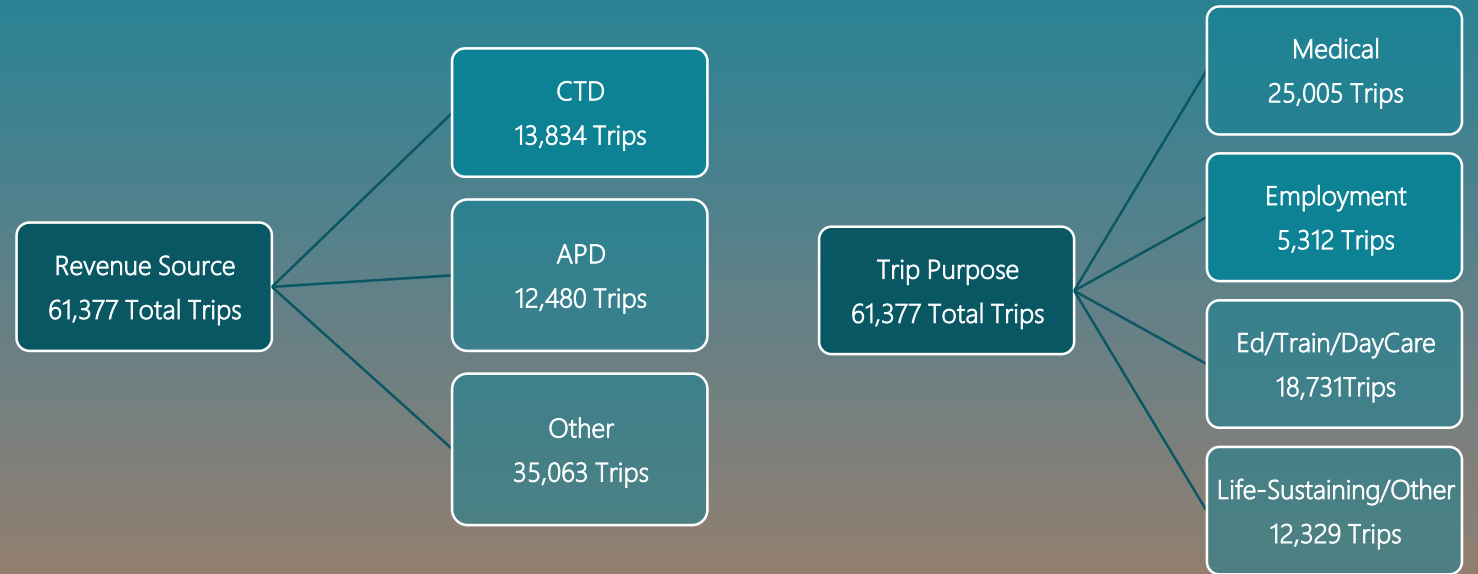 Revenue Source
61,377 Total Trips
CTD
13,834 Trips
APD
12,480 Trips
Other
35,063 Trips
Trip Purpose
61,377 Total Trips
Medical
25,005 Trips
Employment
5,312 Trips
Ed/Train/DayCare
18,731Trips
Life-Sustaining/Other
12,329 Trips